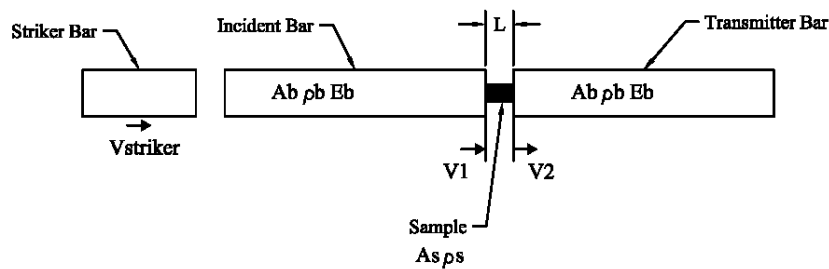 Striker Bar
Incident Bar
L
Transmitter Bar
Ab ρb Eb
Ab ρb Eb
Vstriker
V1
V2
Sample
As ρs